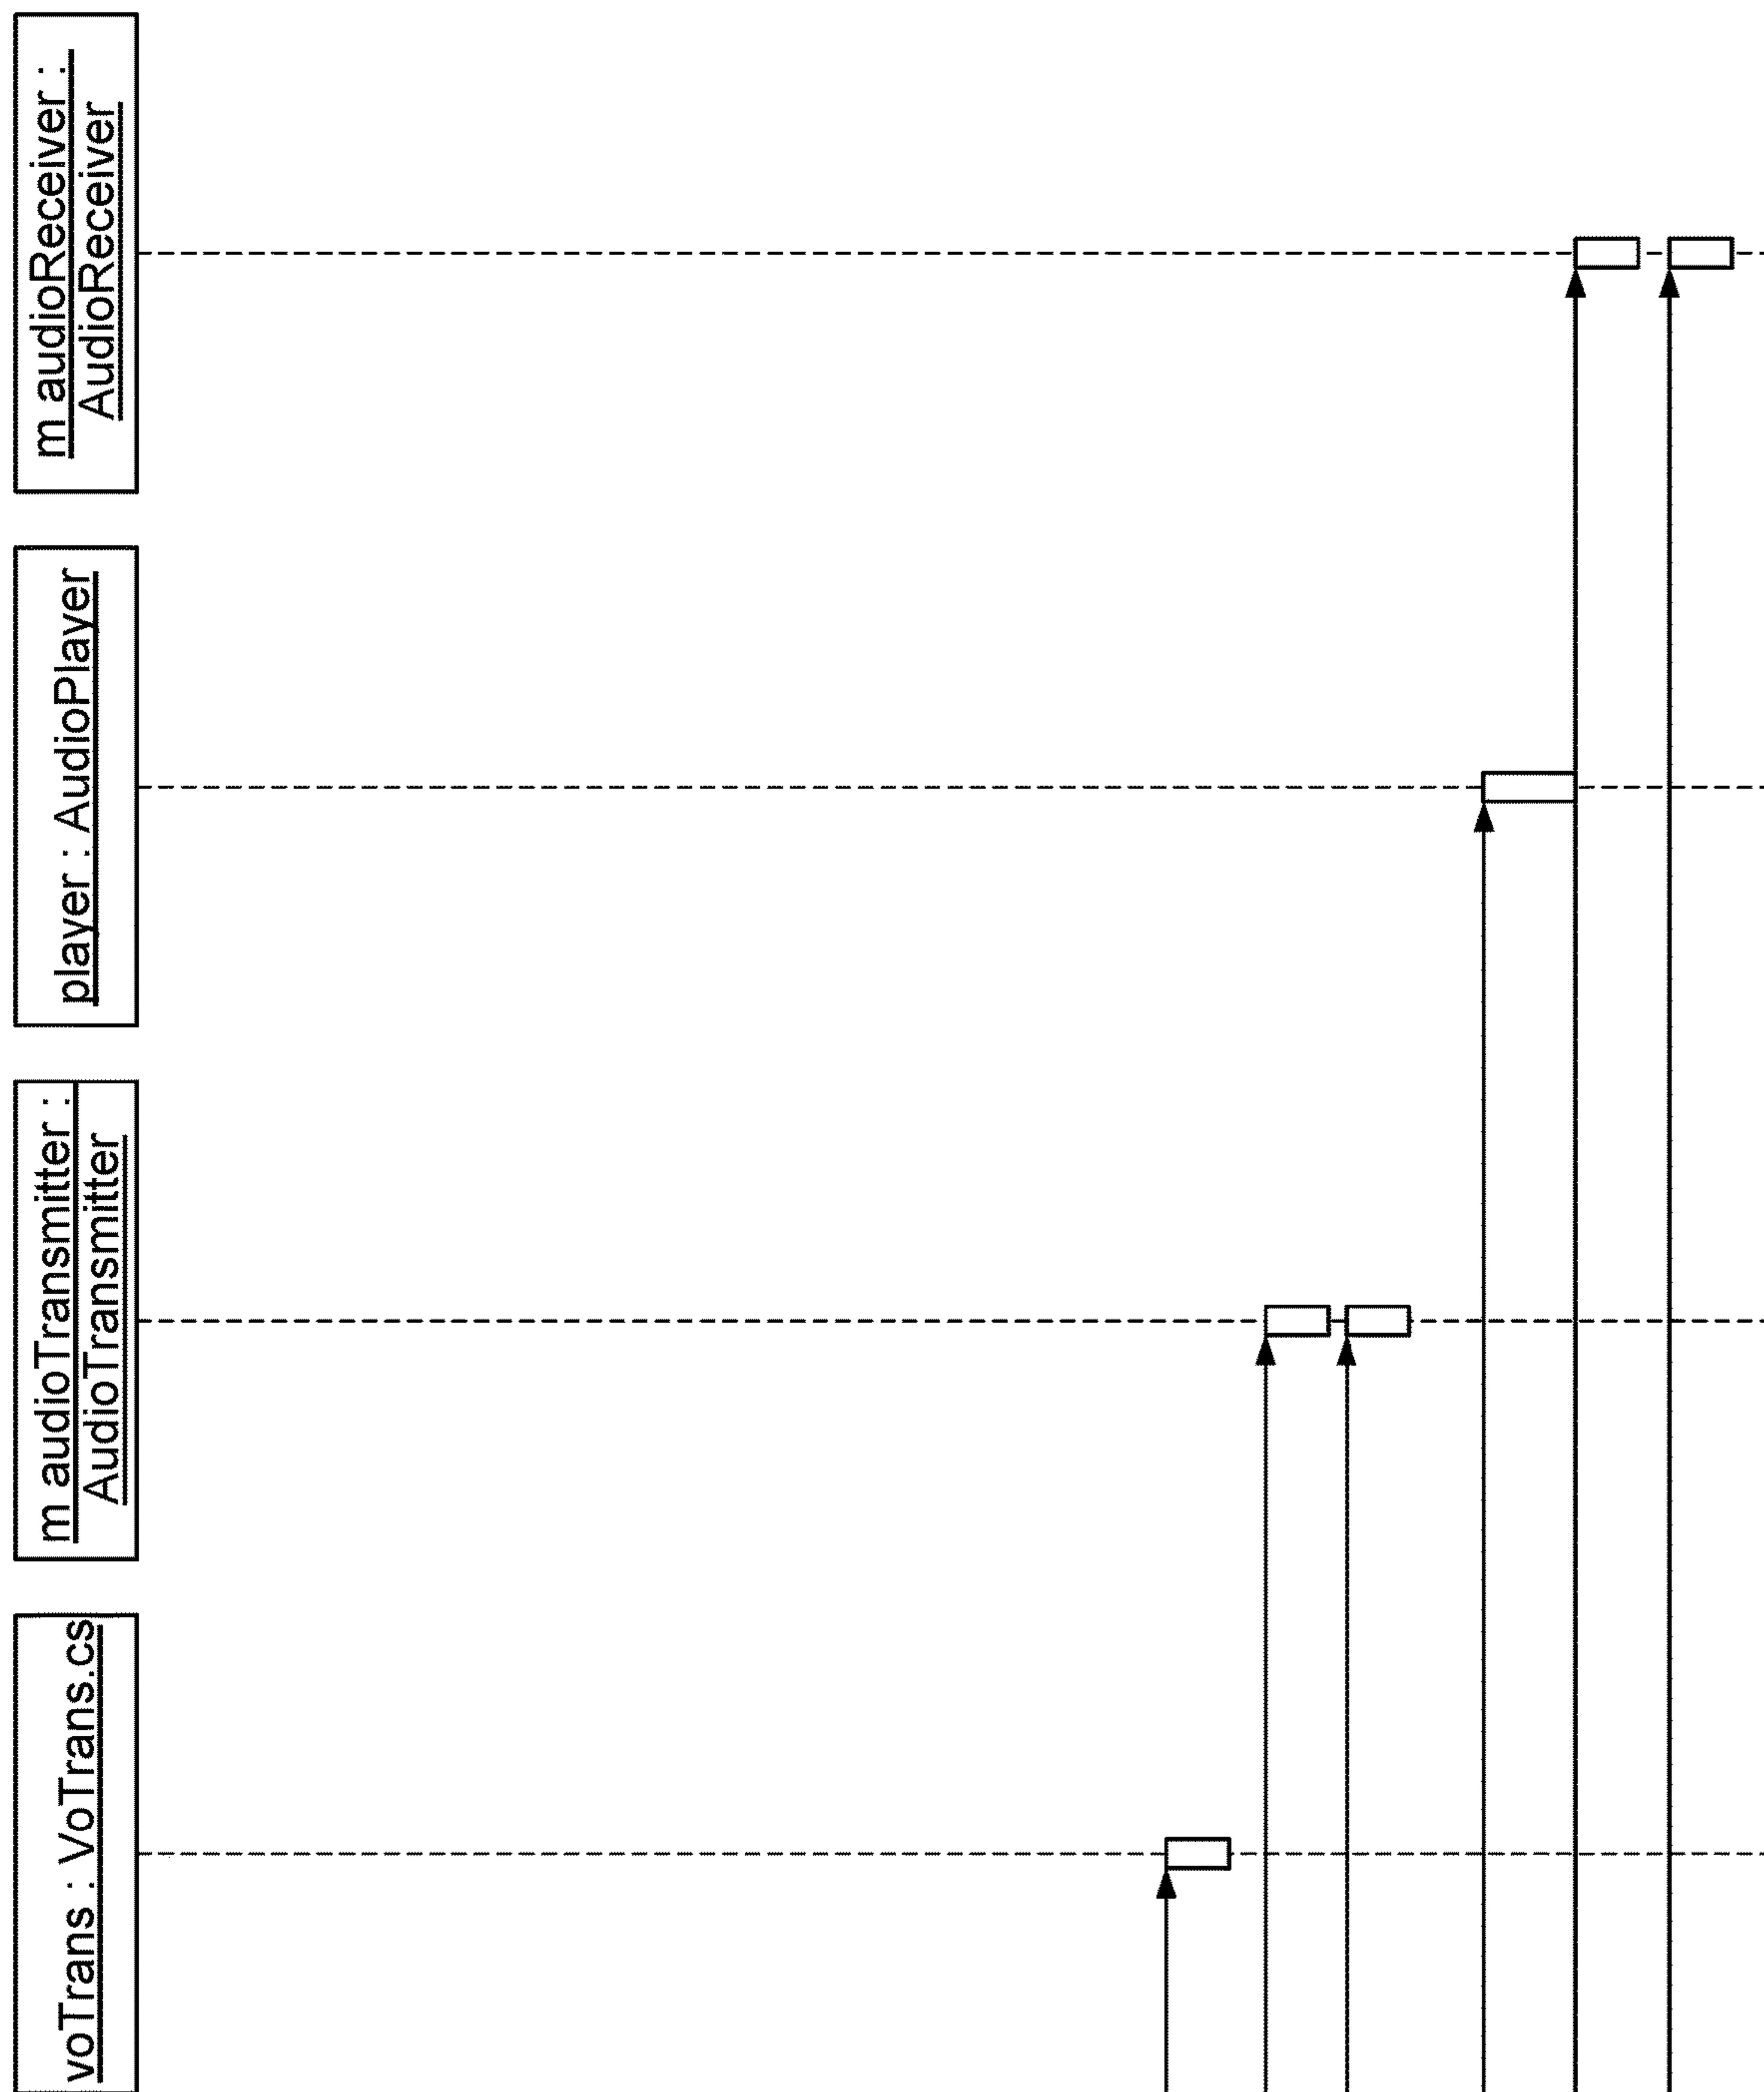 voTrans : VoTrans.cs
m audioTransmitter :
AudioTransmitter
player : AudioPlayer
m audioReceiver :
AudioReceiver